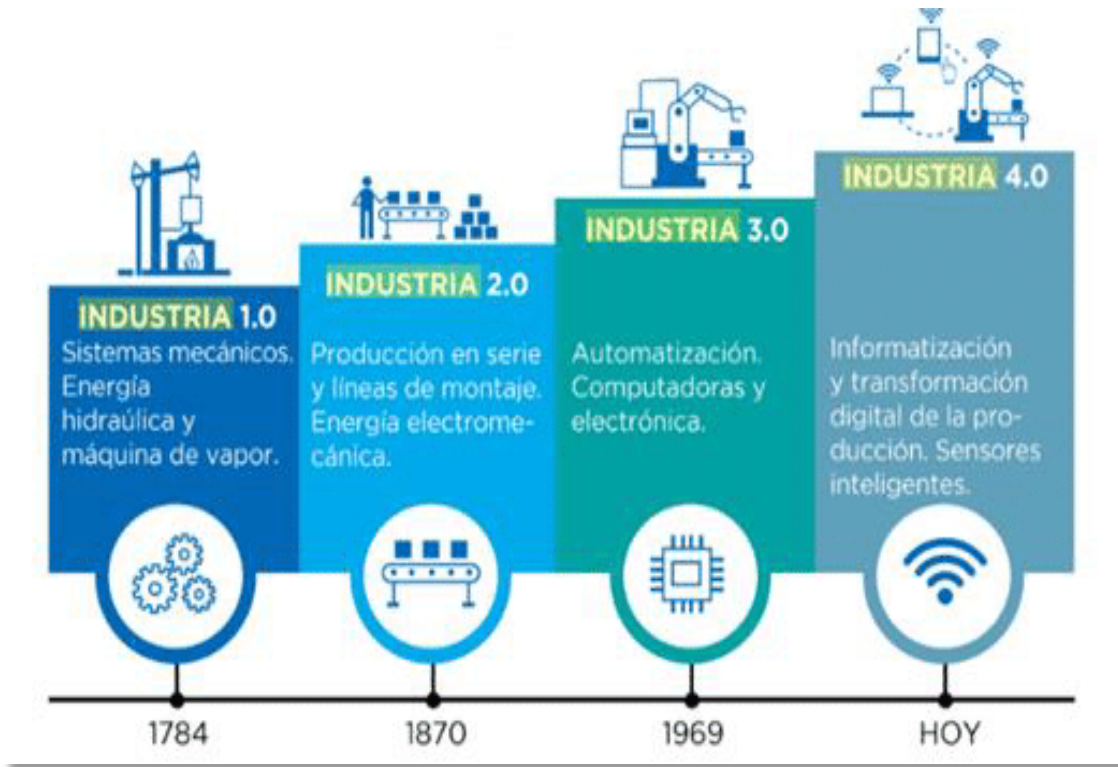 INDUSTRIA 1.0
Sistemas mecánicos.
Energía
hidraúlica y
máquina de vapor.
INDUSTRIA 2.0
Producción en serie
y líneas de montaje.
Energía electrome-
cánica.
INDUSTRIA 3.0
Automatización.
Computadoras y
electrónica.
INDUSTRIA 4.0
Informatización
y transformación
digital de la pro-
ducción. Sensores
inteligentes.
1784
1870
1969
HOY